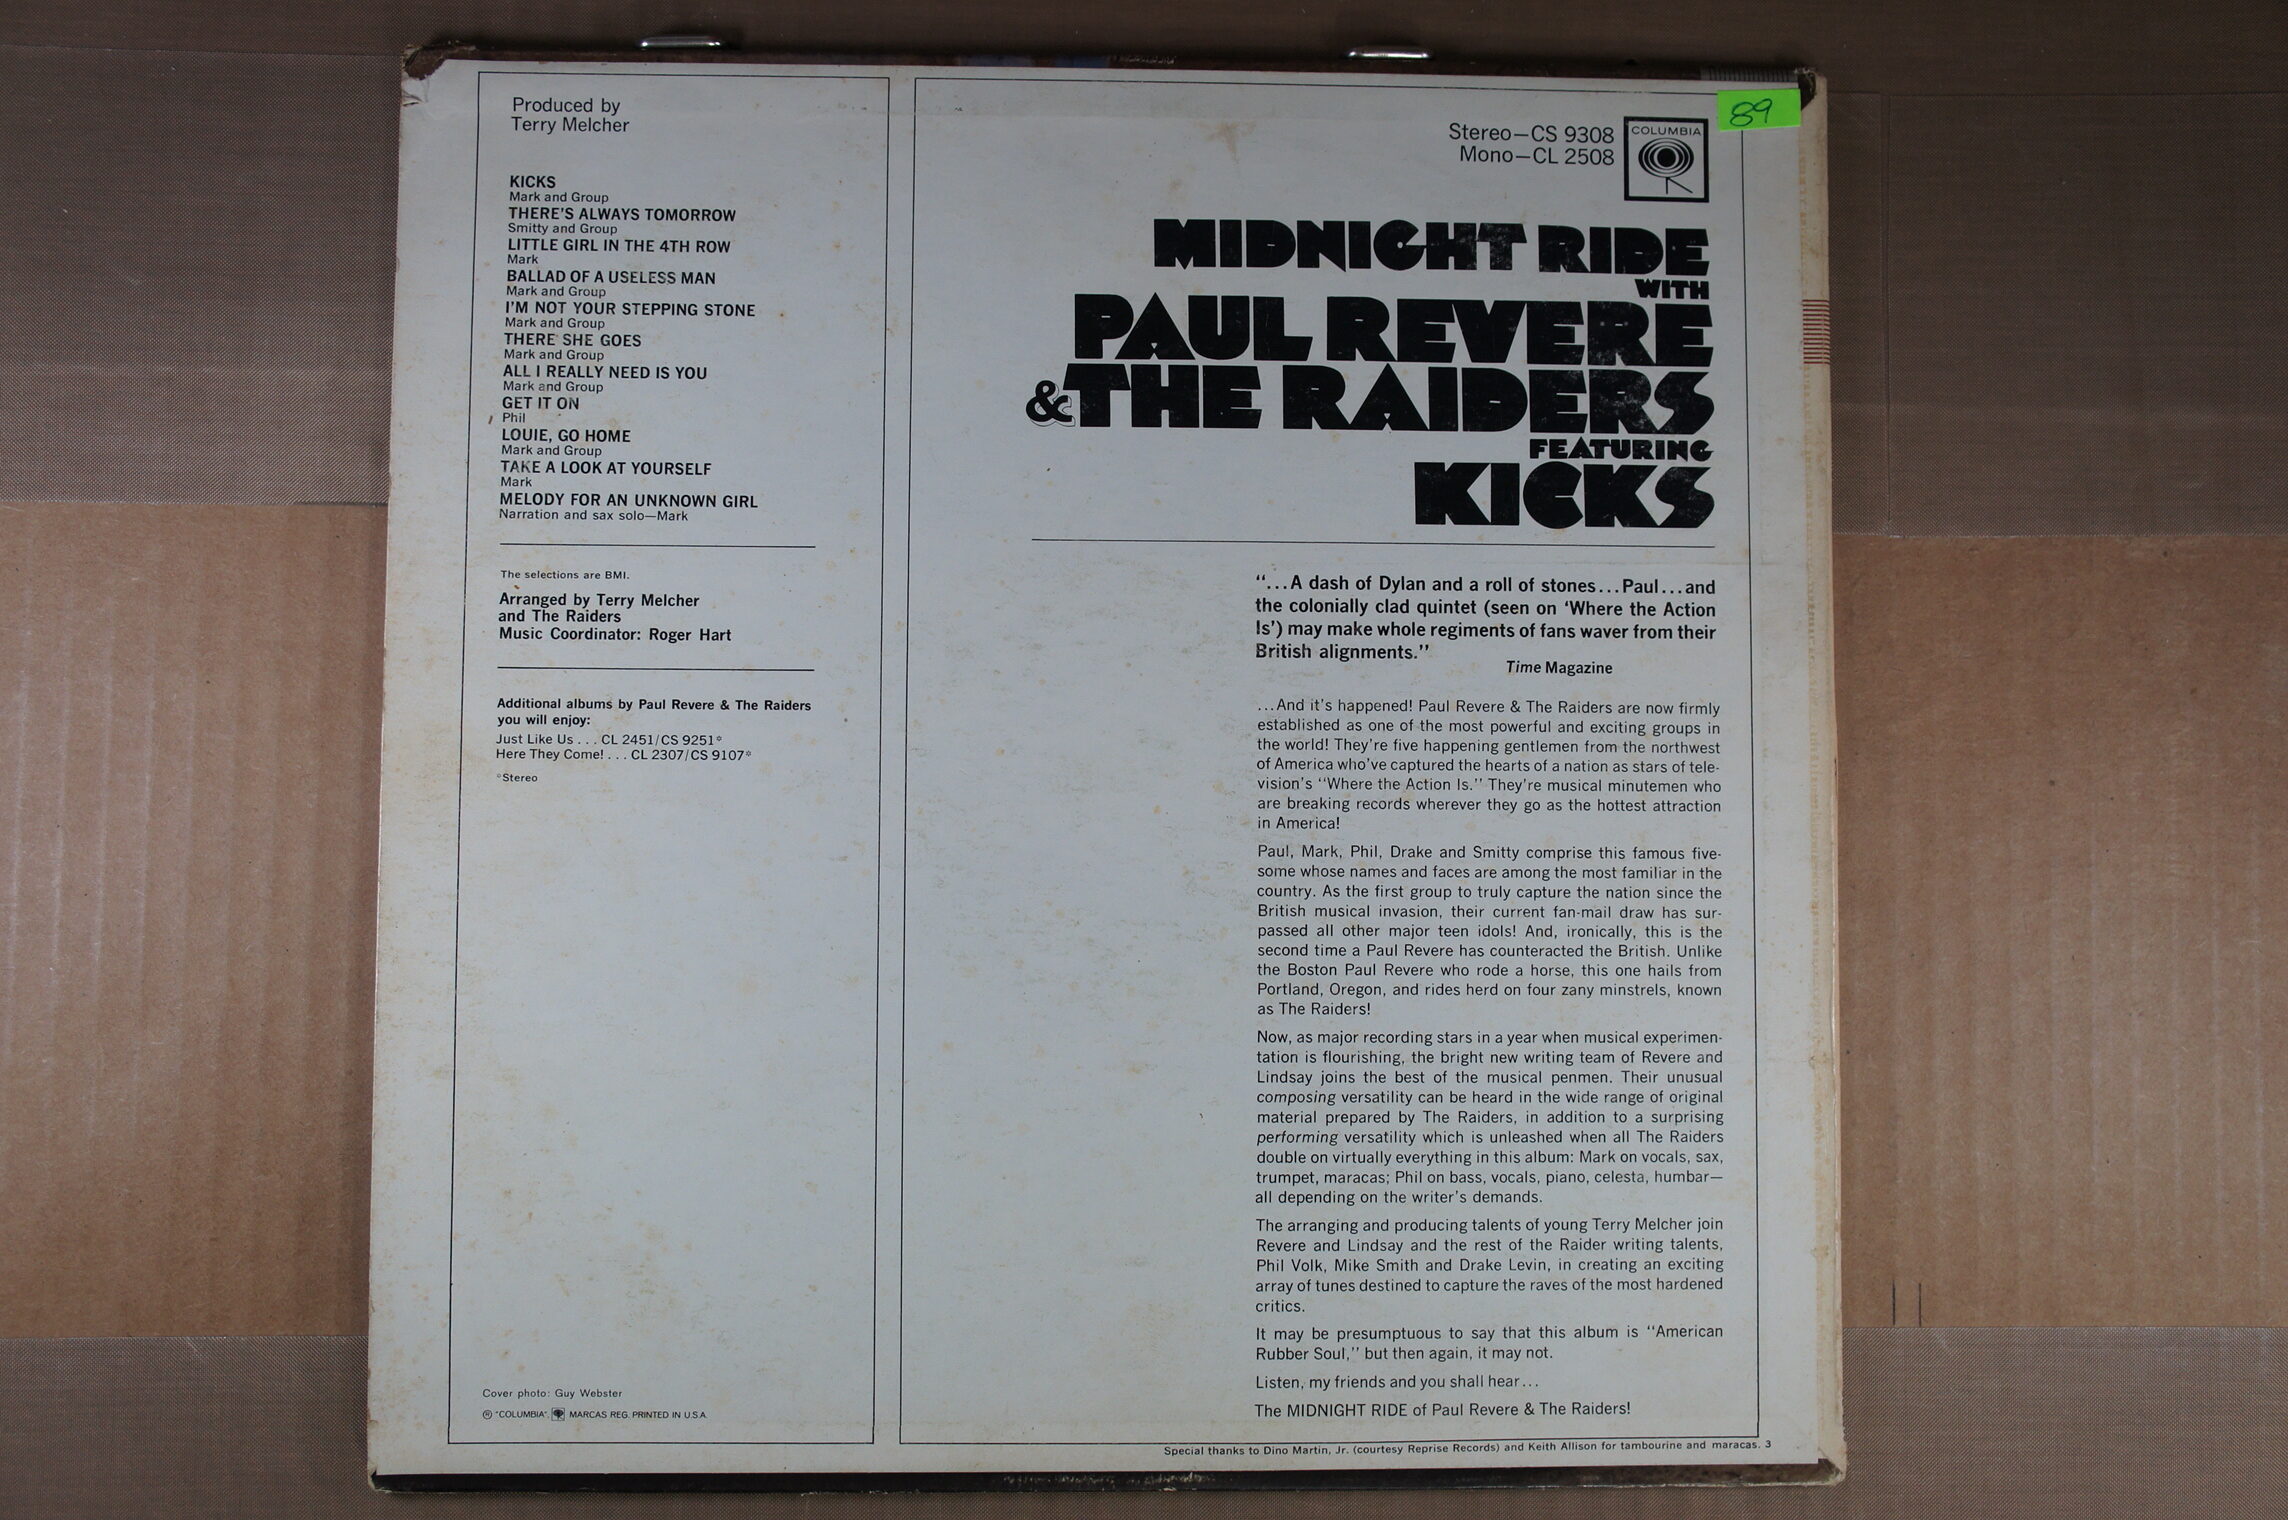 Produced by
Terry Melcher
KICKS
Mark and Group
THERE'S ALWAYS TOMORROW
Smitty and Group
LITTLE GIRL IN THE 4TH ROW
Mark
BALLAD OF A USELESS MAN
Mark and Group
I'M NOT YOUR STEPPING STONE
Mark and Group
THERE SHE GOES
Mark and Group
ALL I REALLY NEED IS YOU
Mark and Group
GET IT ON
Phil
LOUIE, GO HOME
Mark and Group
TAKE A LOOK AT YOURSELF
Mark
MELODY FOR AN UNKNOWN GIRL
Narration and sax solo—Mark
The selections are BMI.
Arranged by Terry Melcher
and The Raiders
Music Coordinator: Roger Hart
Additional albums by Paul Revere & The Raiders
you will enjoy:
Just Like Us . . . CL 2451/CS 9251*
Here They Come! . . . CL 2307/CS 9107*
*Stereo
Cover photo: Guy Webster
® "COLUMBIA", MARCAS REG. PRINTED IN U.S.A.
89
Stereo—CS 9308
Mono—CL 2508
COLUMBIA
MIDNIGHT RIDE
WITH
PAUL REVERE
& THE RAIDERS
FEATURING
KICKS
"...A dash of Dylan and a roll of stones...Paul...and
the colonially clad quintet (seen on 'Where the Action
Is') may make whole regiments of fans waver from their
British alignments."
Time Magazine
...And it's happened! Paul Revere & The Raiders are now firmly
established as one of the most powerful and exciting groups in
the world! They're five happening gentlemen from the northwest
of America who've captured the hearts of a nation as stars of tele-
vision's "Where the Action Is." They're musical minutemen who
are breaking records wherever they go as the hottest attraction
in America!
Paul, Mark, Phil, Drake and Smitty comprise this famous five-
some whose names and faces are among the most familiar in the
country. As the first group to truly capture the nation since the
British musical invasion, their current fan-mail draw has sur-
passed all other major teen idols! And, ironically, this is the
second time a Paul Revere has counteracted the British. Unlike
the Boston Paul Revere who rode a horse, this one hails from
Portland, Oregon, and rides herd on four zany minstrels, known
as The Raiders!
Now, as major recording stars in a year when musical experimen-
tation is flourishing, the bright new writing team of Revere and
Lindsay joins the best of the musical penmen. Their unusual
composing versatility can be heard in the wide range of original
material prepared by The Raiders, in addition to a surprising
performing versatility which is unleashed when all The Raiders
double on virtually everything in this album: Mark on vocals, sax,
trumpet, maracas; Phil on bass, vocals, piano, celesta, humbar—
all depending on the writer's demands.
The arranging and producing talents of young Terry Melcher join
Revere and Lindsay and the rest of the Raider writing talents,
Phil Volk, Mike Smith and Drake Levin, in creating an exciting
array of tunes destined to capture the raves of the most hardened
critics.
It may be presumptuous to say that this album is "American
Rubber Soul," but then again, it may not.
Listen, my friends and you shall hear...
The MIDNIGHT RIDE of Paul Revere & The Raiders!
Special thanks to Dino Martin, Jr. (courtesy Reprise Records) and Keith Allison for tambourine and maracas. 3